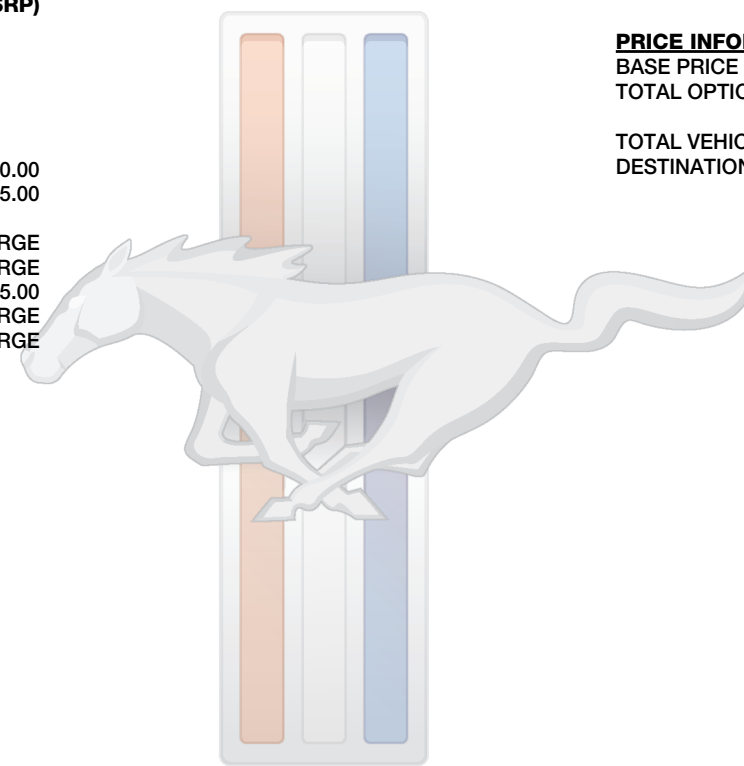 SRP)
0.00
5.00
RGE
RGE
5.00
RGE
RGE
PRICE INFO
BASE PRICE
TOTAL OPTIO
TOTAL VEHIC
DESTINATION